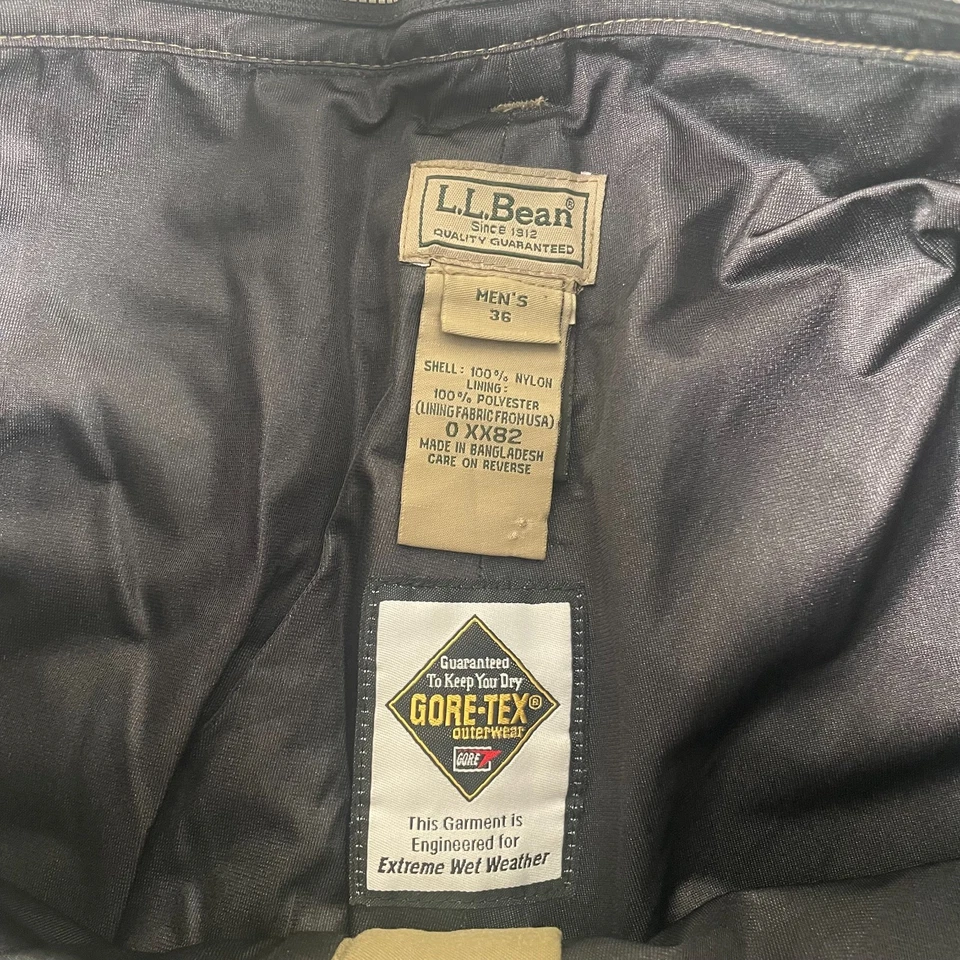 L.L.Bean®
Since 1912
QUALITY GUARANTEED
MEN'S
36
SHELL: 100% NYLON
LINING:
100% POLYESTER
(LINING FABRIC FROM USA)
0 XX82
MADE IN BANGLADESH
CARE ON REVERSE
Guaranteed
To Keep You Dry
GORE-TEX®
outerwear
GORE
This Garment is
Engineered for
Extreme Wet Weather